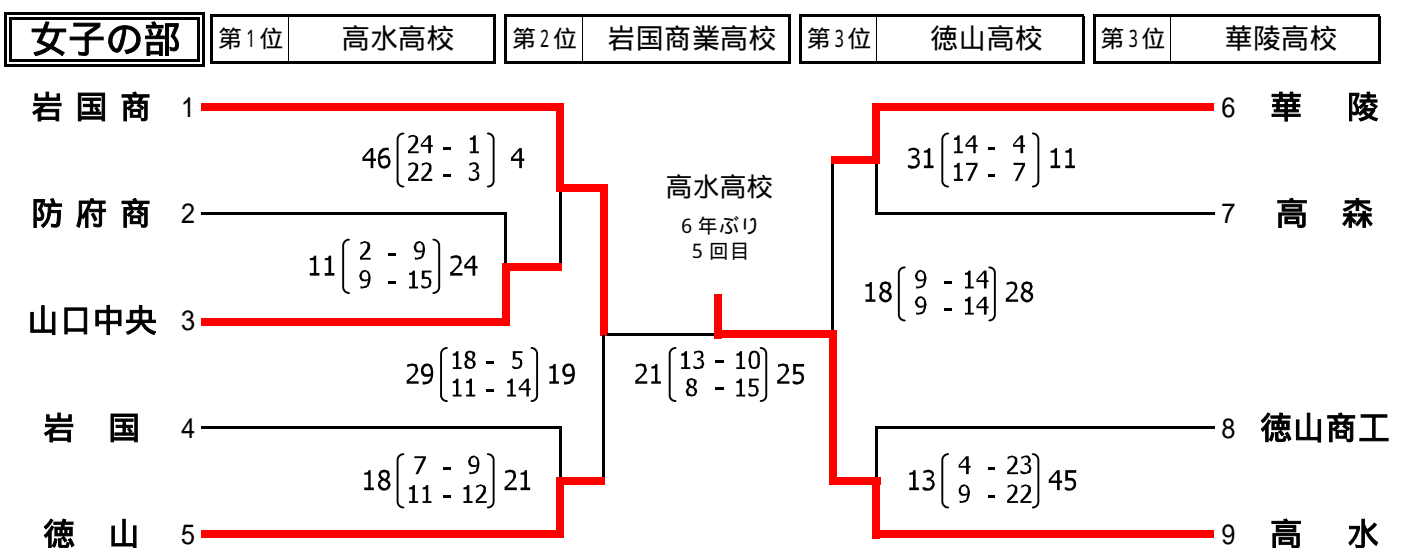 女子の部 第1位 高水高校 第2位 岩国商業高校 第3位 徳山高校 第3位 華陵高校
岩国商 1
46 24 - 1 4
22 - 3
防府商 2
11 2 - 9 24
9 - 15
山口中央 3
29 18 - 5 19
11 - 14
岩国 4
18 7 - 9 21
11 - 12
徳山 5
高水高校
6年ぶり
5回目
21 13 - 10 25
8 - 15
6 華陵
31 14 - 4 11
17 - 7
7 高森
18 9 - 14 28
9 - 14
8 徳山商工
13 4 - 23 45
9 - 22
9 高水